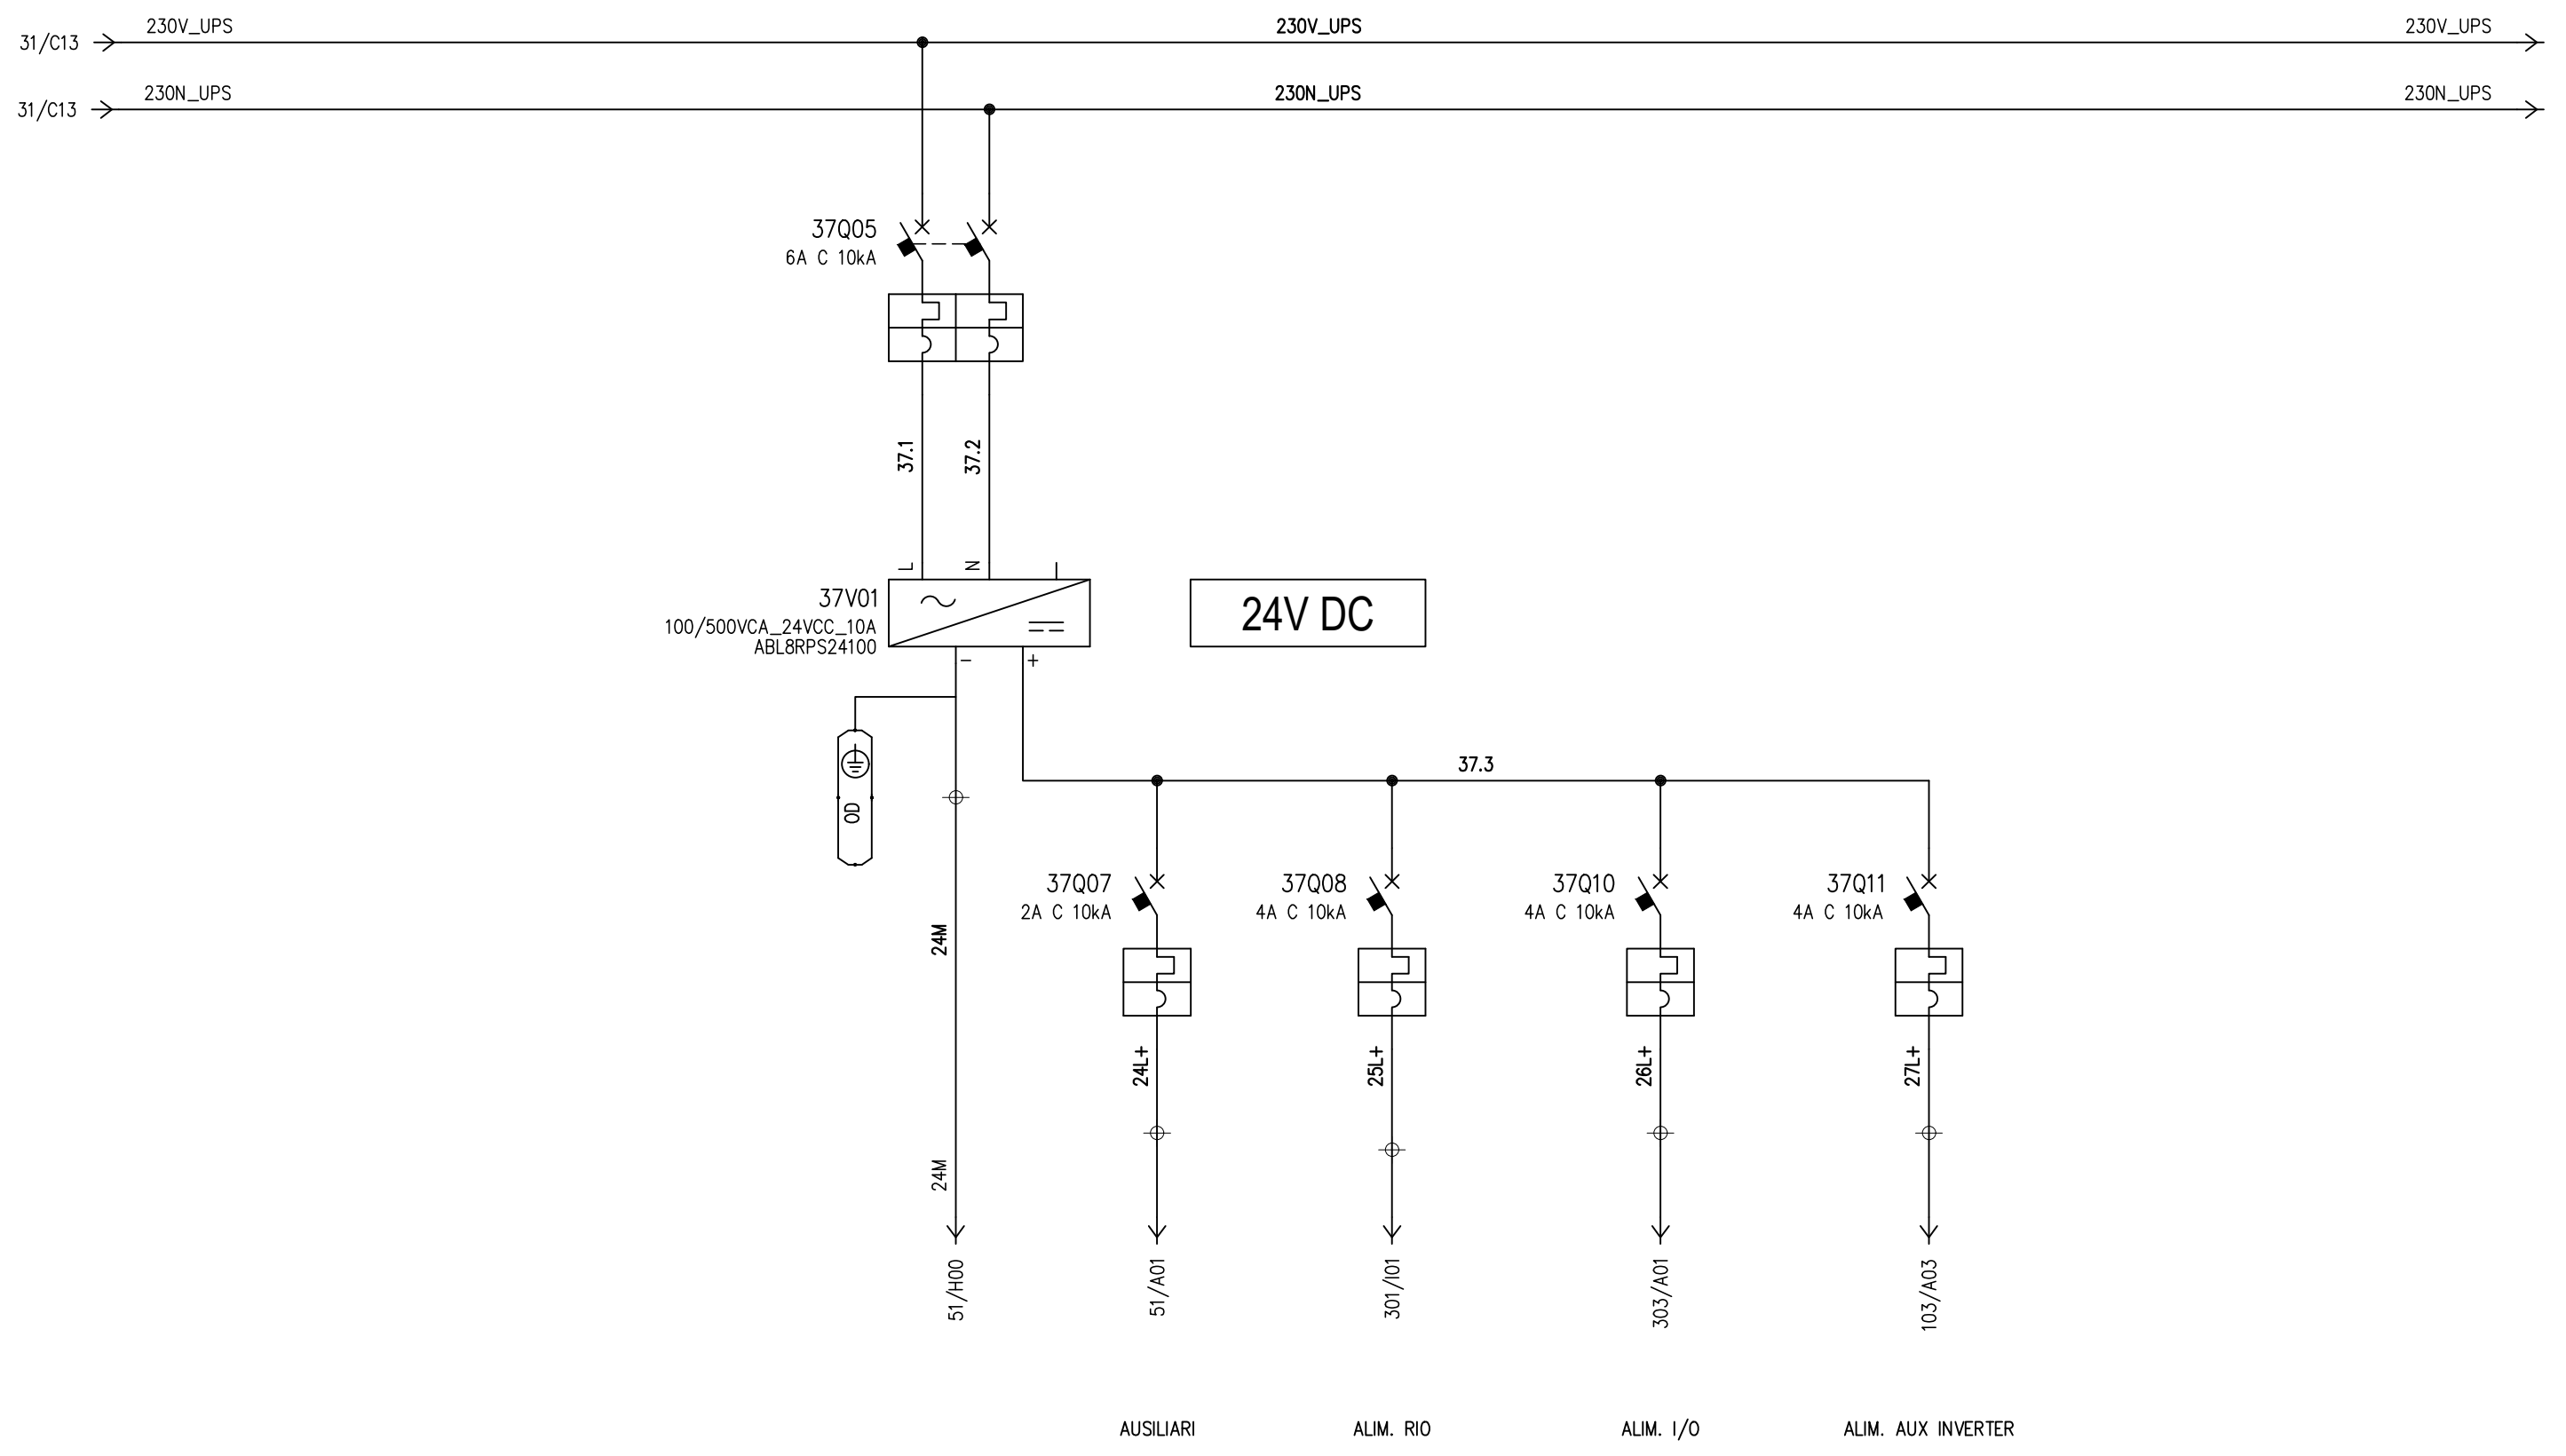 230V_UPS 230V_UPS 230V_UPS
31/C13
230N_UPS 230N_UPS 230N_UPS
31/C13
37Q05
6A C 10kA
37.1 37.2
L N
37V01
100/500VCA_24VCC_10A
ABL8RPS24100
24V DC
- +
37.3
OD
37Q07 37Q08 37Q10 37Q11
2A C 10kA 4A C 10kA 4A C 10kA 4A C 10kA
24M
24L+ 25L+ 26L+ 27L+
24M
51/H00 51/A01 301/I01 303/A01 103/A03
AUSILIARI ALIM. RIO ALIM. I/O ALIM. AUX INVERTER